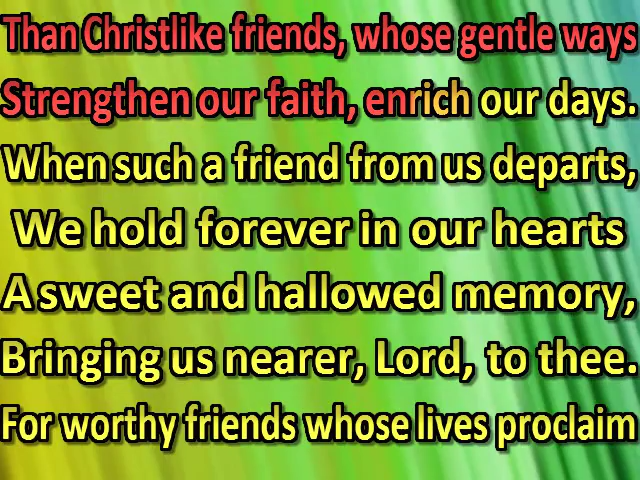 Than Christlike friends, whose gentle ways
Strengthen our faith, enrich our days.
When such a friend from us departs,
We hold forever in our hearts
A sweet and hallowed memory,
Bringing us nearer, Lord, to thee.
For worthy friends whose lives proclaim